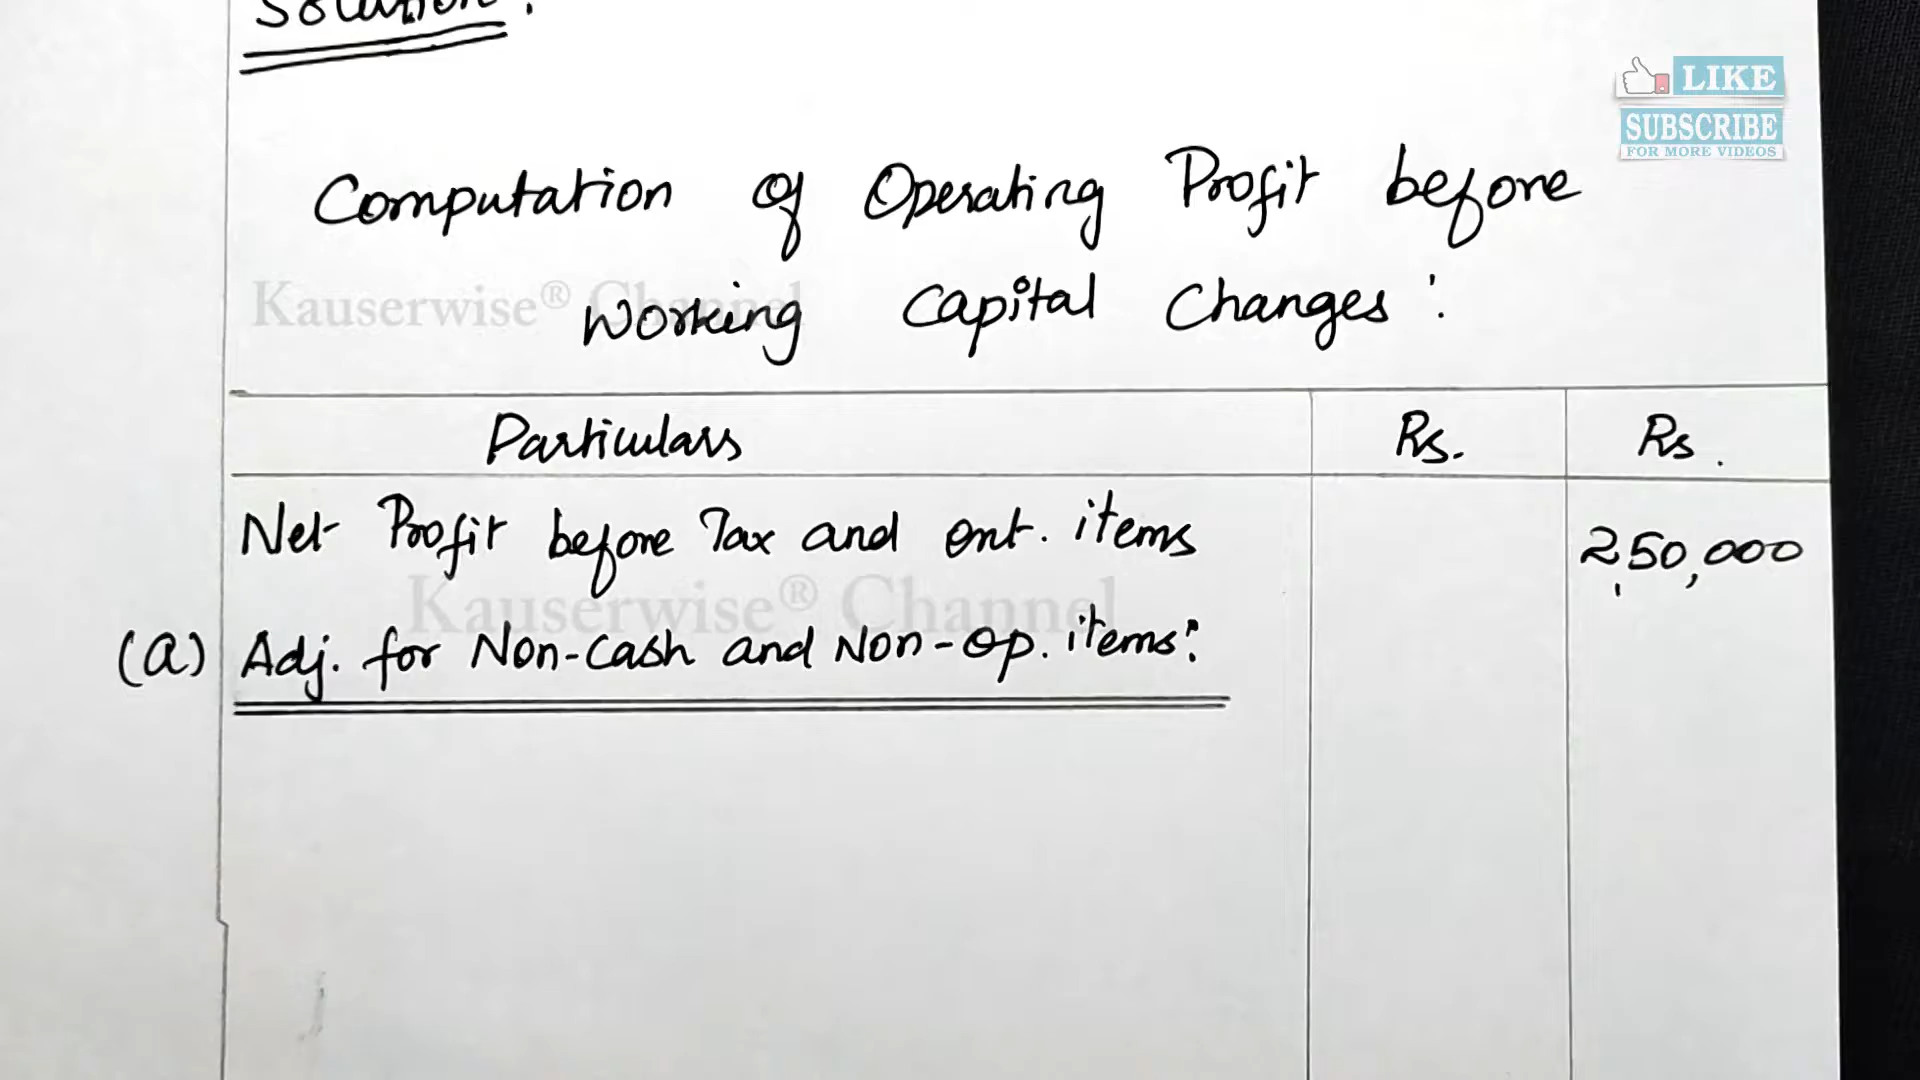 Solution :
LIKE
SUBSCRIBE
FOR MORE VIDEOS
Computation of Operating Profit before
Kauserwise® Channel
Working Capital Changes :
Particulars Rs. Rs.
Net Profit before Tax and Ent. items 2,50,000
Kauserwise® Channel
(a) Adj. for Non-Cash and Non-Op. items: